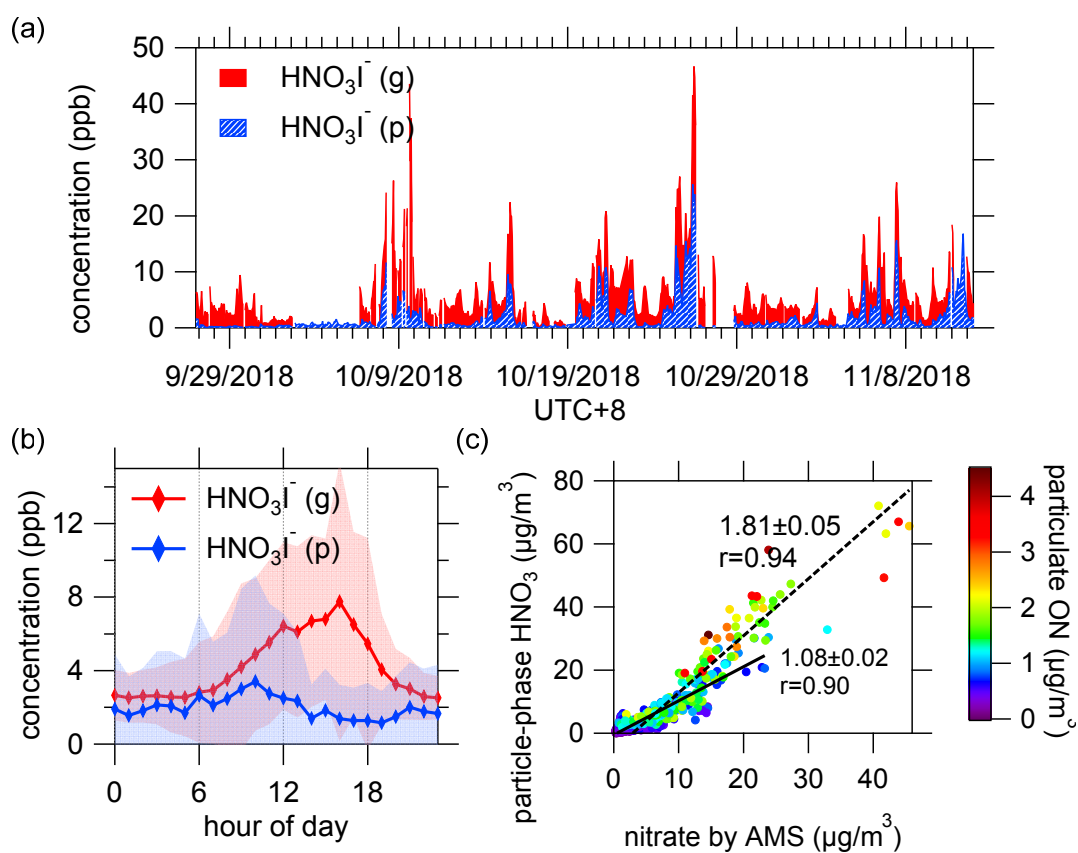 (a)
50
40
30
20
10
0
concentration (ppb)
HNO₃I⁻ (g)
HNO₃I⁻ (p)
9/29/2018 10/9/2018 10/19/2018 10/29/2018 11/8/2018
UTC+8
(b)
12
8
4
0
concentration (ppb)
HNO₃I⁻ (g)
HNO₃I⁻ (p)
0 6 12 18
hour of day
(c)
80
60
40
20
0
particle-phase HNO₃ (μg/m³)
1.81±0.05
r=0.94
1.08±0.02
r=0.90
0 10 20 30 40
nitrate by AMS (μg/m³)
4
3
2
1
0
particulate ON (μg/m³)